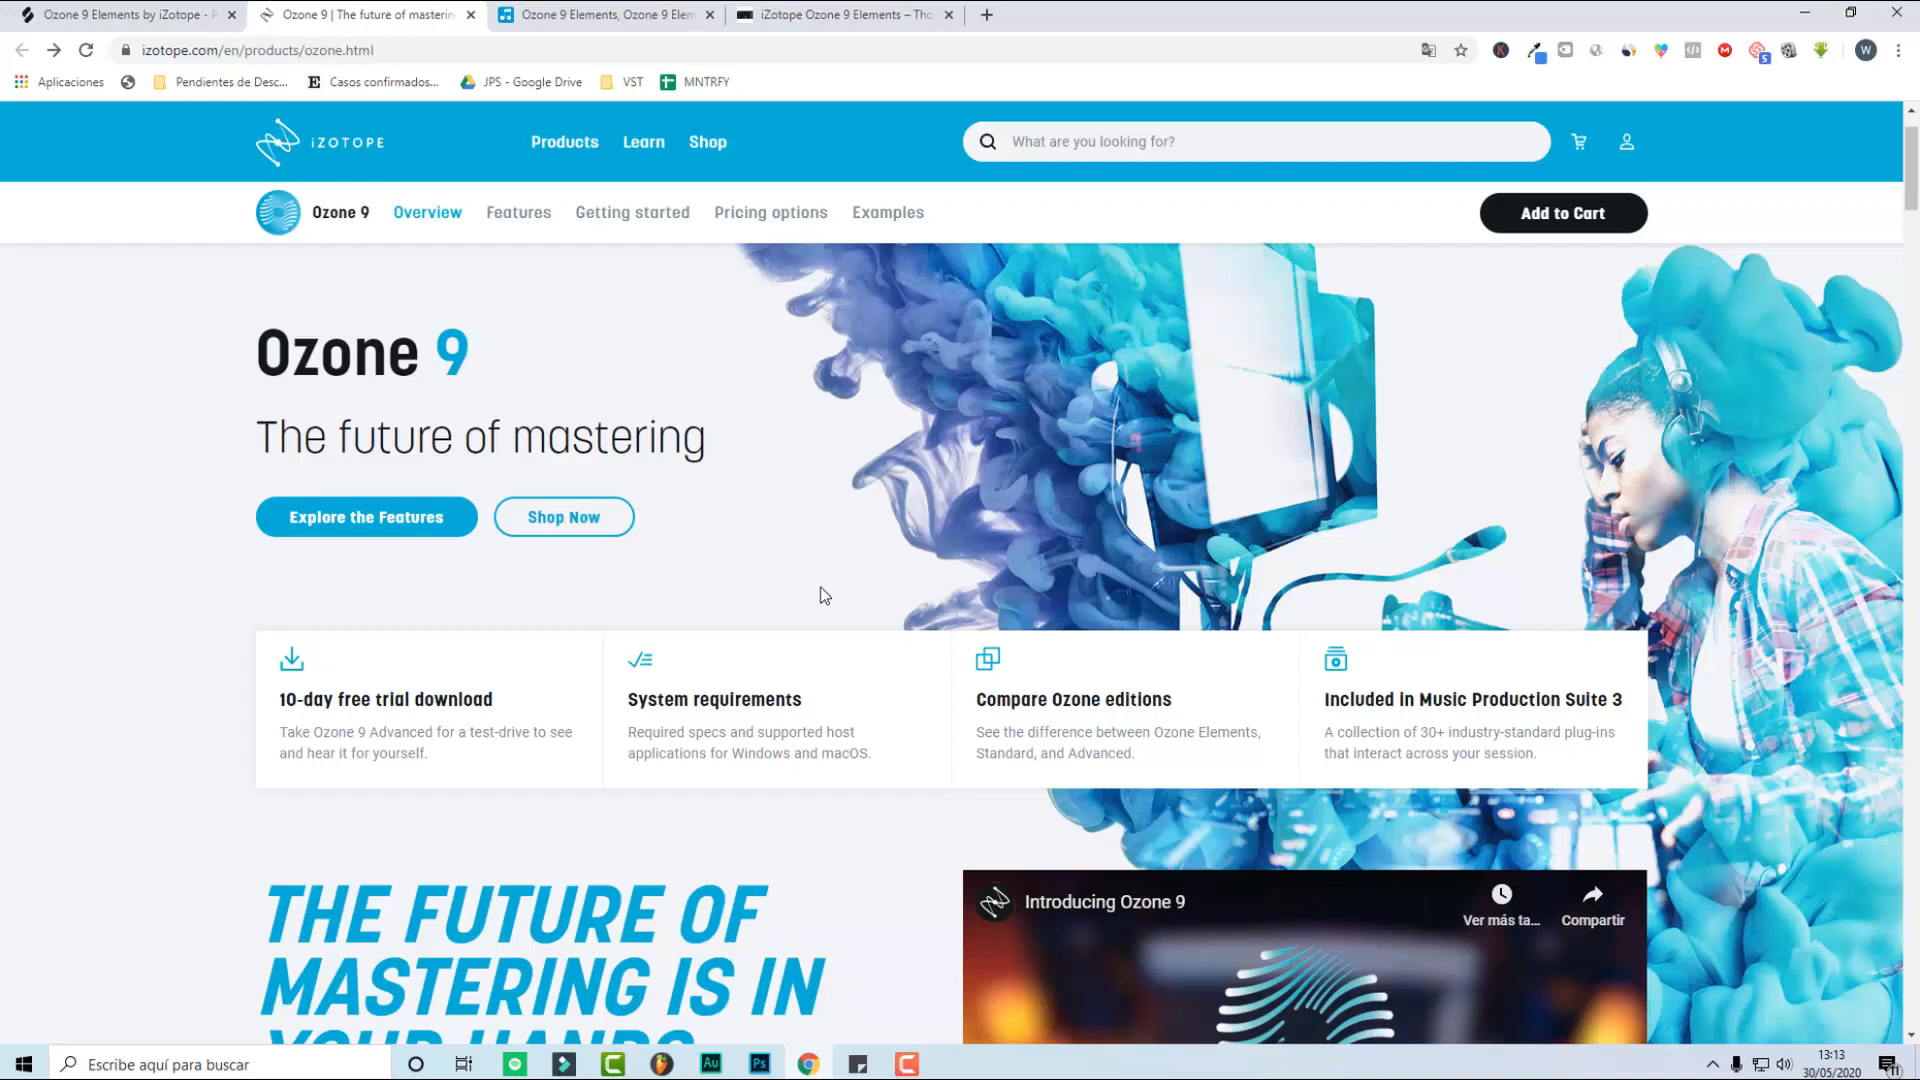 Ozone 9 Elements by iZotope - P
Ozone 9 | The future of masterin
Ozone 9 Elements, Ozone 9 Elem
iZotope Ozone 9 Elements – Tho
izotope.com/en/products/ozone.html
W
Aplicaciones
Pendientes de Desc...
Casos confirmados...
JPS - Google Drive
VST
MNTRFY
iZOTOPE
Products
Learn
Shop
What are you looking for?
Ozone 9
Overview
Features
Getting started
Pricing options
Examples
Add to Cart
Ozone 9
The future of mastering
Explore the Features
Shop Now
10-day free trial download
Take Ozone 9 Advanced for a test-drive to see
and hear it for yourself.
System requirements
Required specs and supported host
applications for Windows and macOS.
Compare Ozone editions
See the difference between Ozone Elements,
Standard, and Advanced.
Included in Music Production Suite 3
A collection of 30+ industry-standard plug-ins
that interact across your session.
THE FUTURE OF
MASTERING IS IN
YOUR HANDS
Introducing Ozone 9
Ver más ta...
Compartir
Escribe aquí para buscar
Au
Ps
13:13
30/05/2020
11